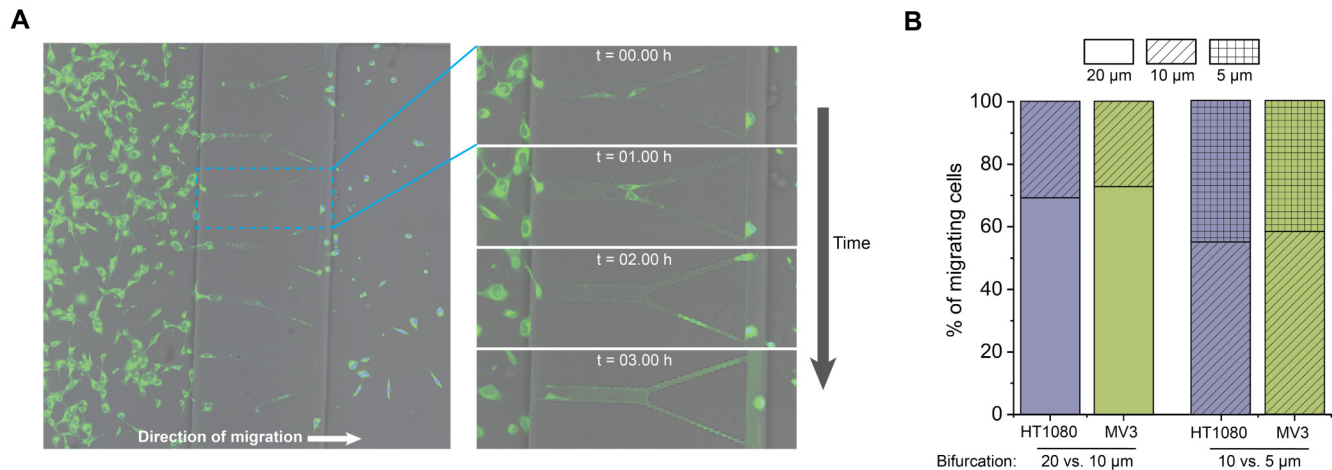 A
t = 00.00 h
t = 01.00 h
t = 02.00 h
t = 03.00 h
Time
Direction of migration
B
20 µm 10 µm 5 µm
% of migrating cells
100
80
60
40
20
0
HT1080 MV3 HT1080 MV3
Bifurcation: 20 vs. 10 µm 10 vs. 5 µm